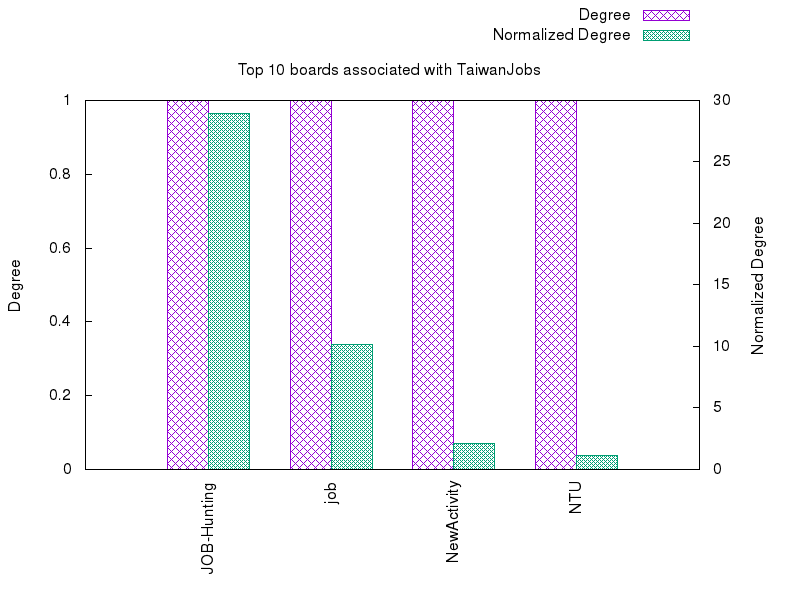 Degree
Normalized Degree
Top 10 boards associated with TaiwanJobs
1
0.8
0.6
0.4
0.2
0
30
25
20
15
10
5
0
Degree
Normalized Degree
JOB-Hunting
job
NewActivity
NTU